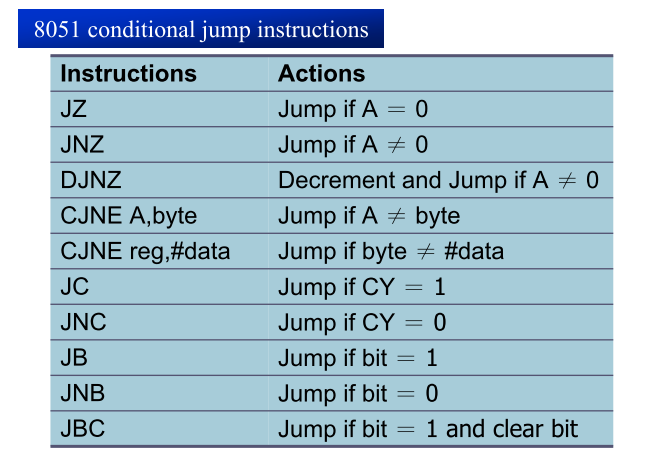 8051 conditional jump instructions
Instructions Actions
JZ Jump if A = 0
JNZ Jump if A ≠ 0
DJNZ Decrement and Jump if A ≠ 0
CJNE A,byte Jump if A ≠ byte
CJNE reg,#data Jump if byte ≠ #data
JC Jump if CY = 1
JNC Jump if CY = 0
JB Jump if bit = 1
JNB Jump if bit = 0
JBC Jump if bit = 1 and clear bit